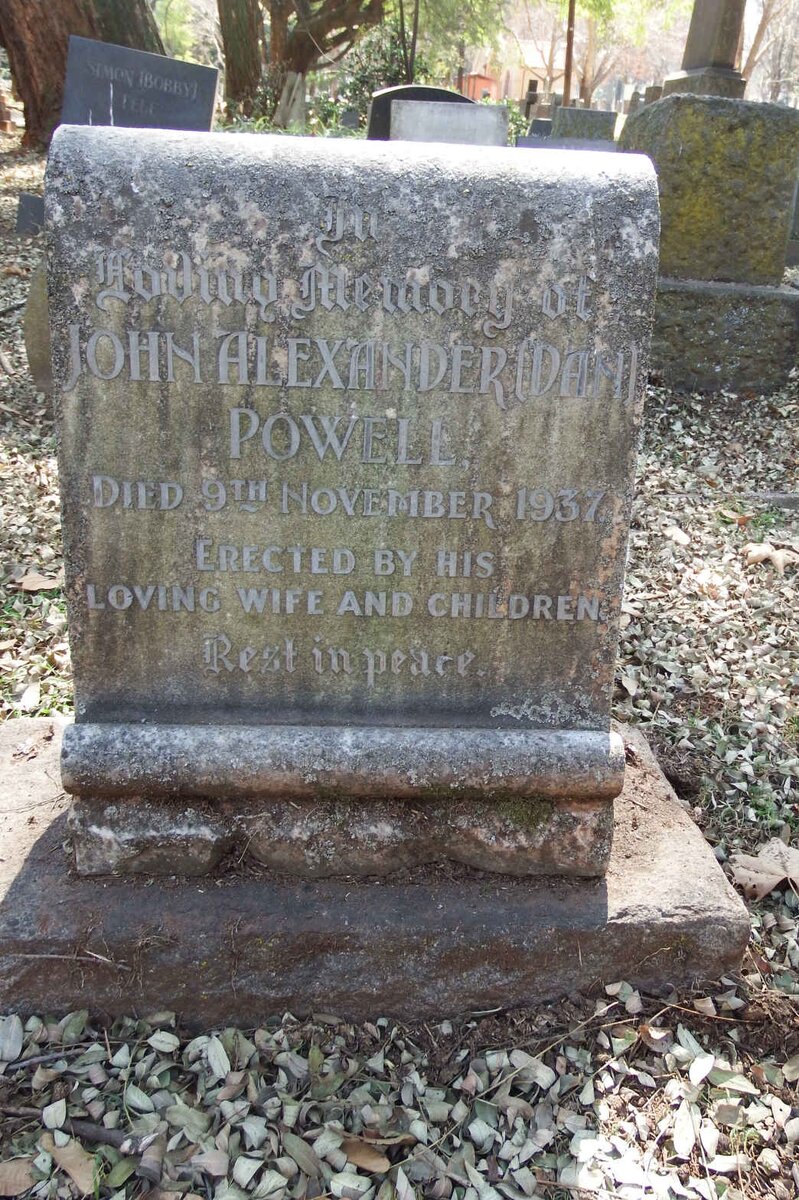 SIMON (BOBBY)
FELL
In
Loving Memory of
JOHN ALEXANDER (DAN)
POWELL,
DIED 9TH NOVEMBER 1937.
ERECTED BY HIS
LOVING WIFE AND CHILDREN.
Rest in peace.